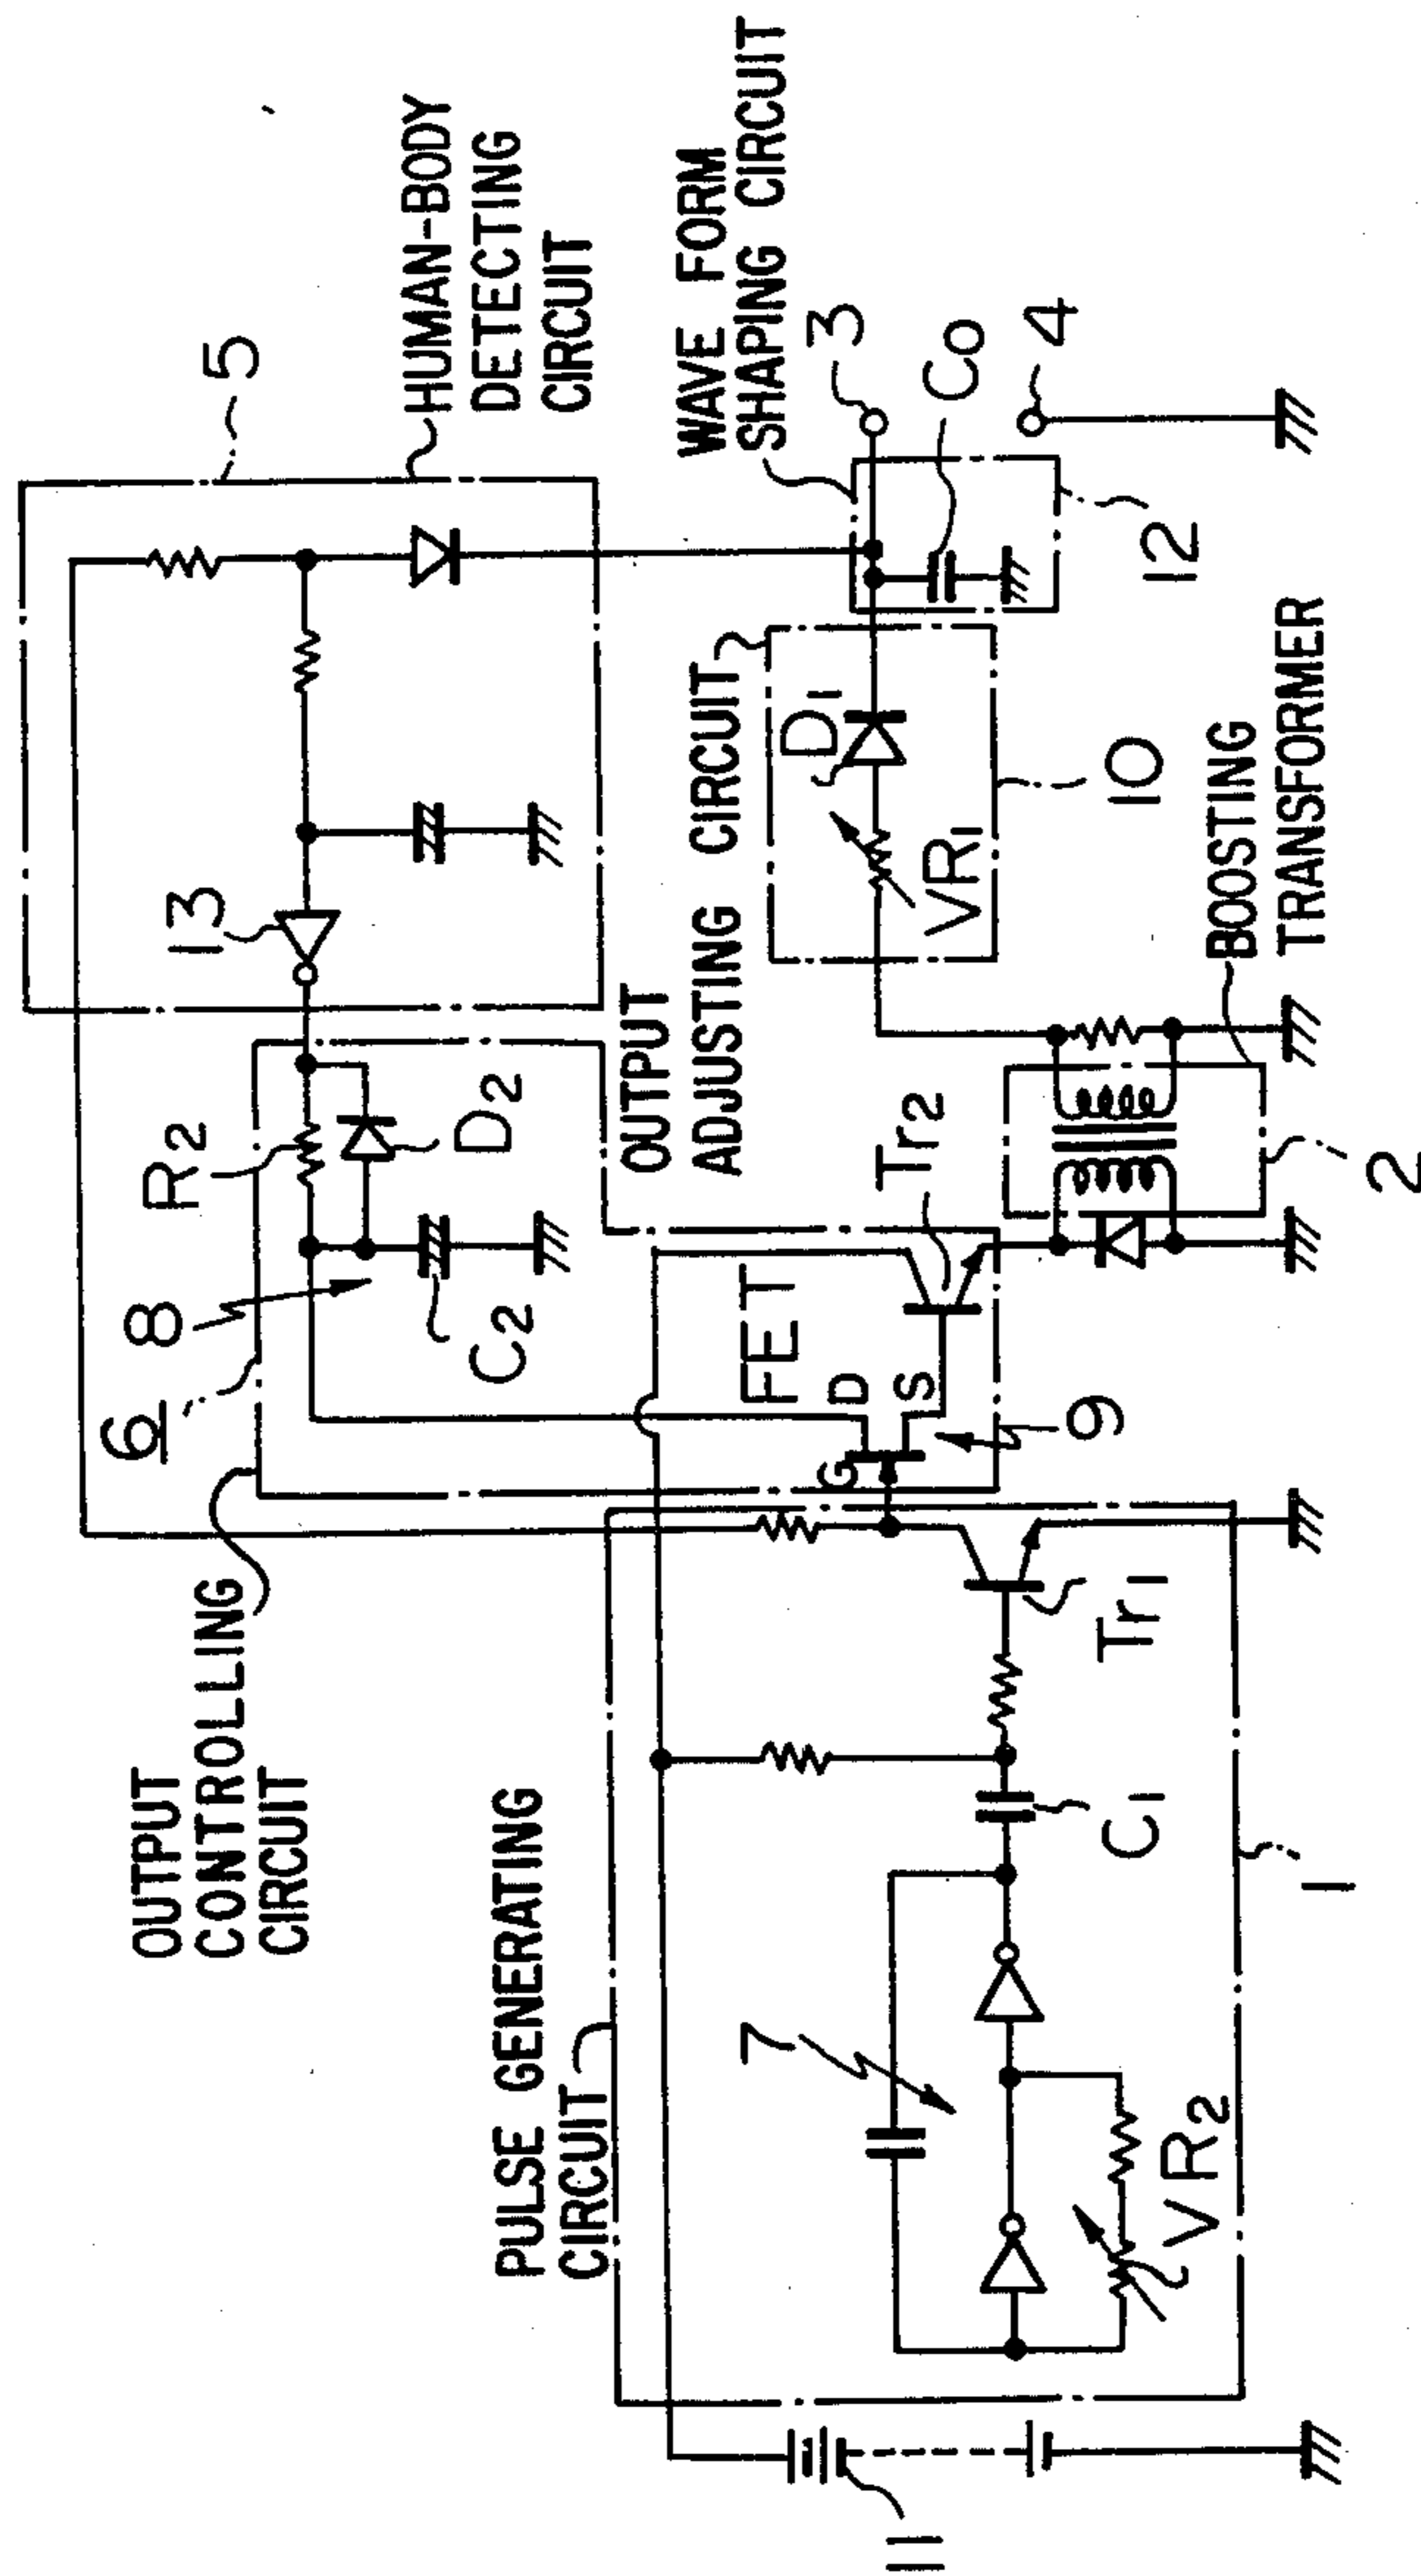 5
HUMAN-BODY
DETECTING
CIRCUIT
13
WAVE FORM
SHAPING CIRCUIT
3
C0
4
12
OUTPUT
CONTROLLING
CIRCUIT
6
8
R2
D2
C2
OUTPUT
ADJUSTING CIRCUIT
D1
VR1
10
FET
G
D
S
Tr2
9
BOOSTING
TRANSFORMER
2
PULSE GENERATING
CIRCUIT
7
VR2
C1
Tr1
1
11